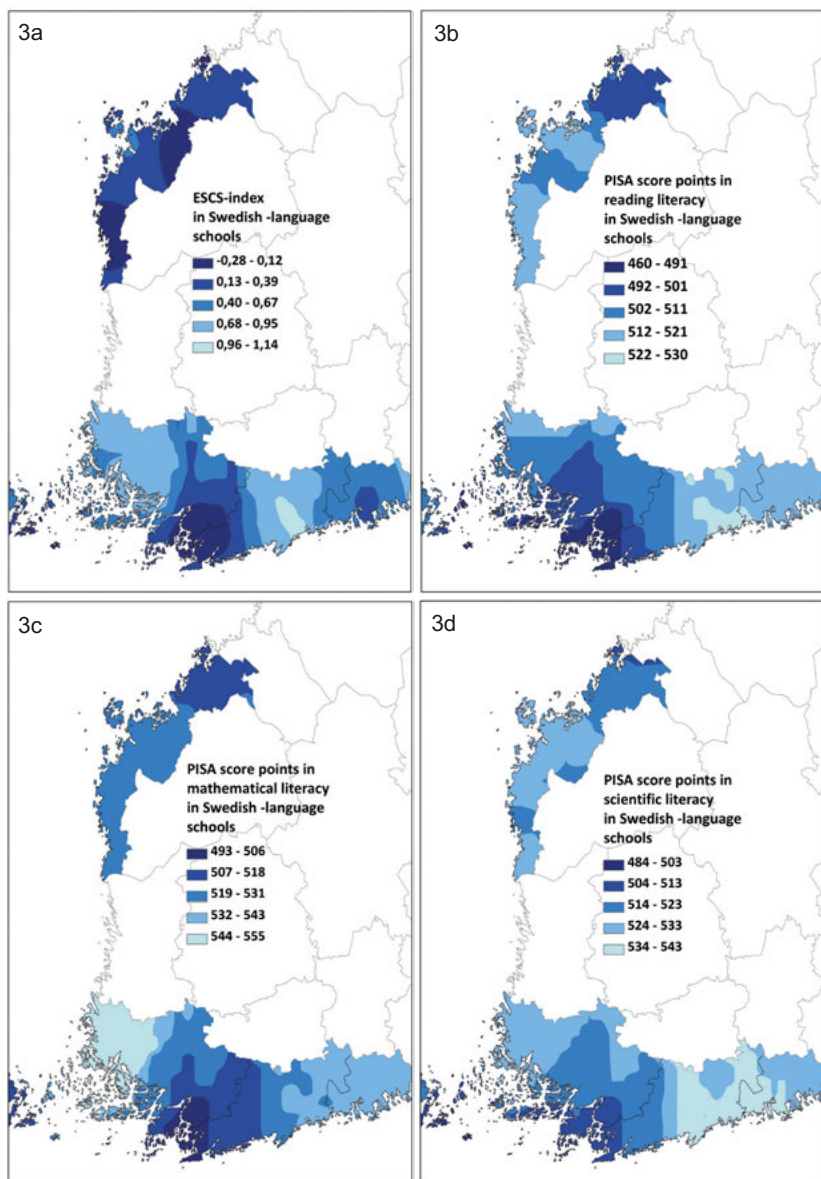 3a
ESCS-index
in Swedish -language
schools
-0,28 - 0,12
0,13 - 0,39
0,40 - 0,67
0,68 - 0,95
0,96 - 1,14
3b
PISA score points in
reading literacy
in Swedish -language
schools
460 - 491
492 - 501
502 - 511
512 - 521
522 - 530
3c
PISA score points in
mathematical literacy
in Swedish -language
schools
493 - 506
507 - 518
519 - 531
532 - 543
544 - 555
3d
PISA score points in
scientific literacy
in Swedish -language
schools
484 - 503
504 - 513
514 - 523
524 - 533
534 - 543